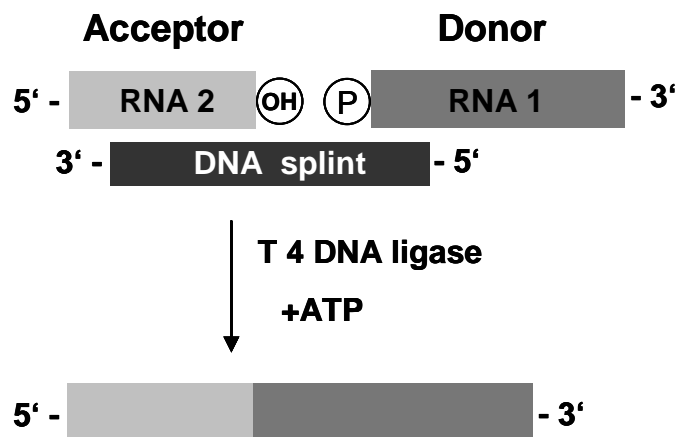 Acceptor Donor
5‘ - RNA 2 OH P RNA 1 - 3‘
3‘ - DNA splint - 5‘
T 4 DNA ligase
+ATP
5‘ - - 3‘